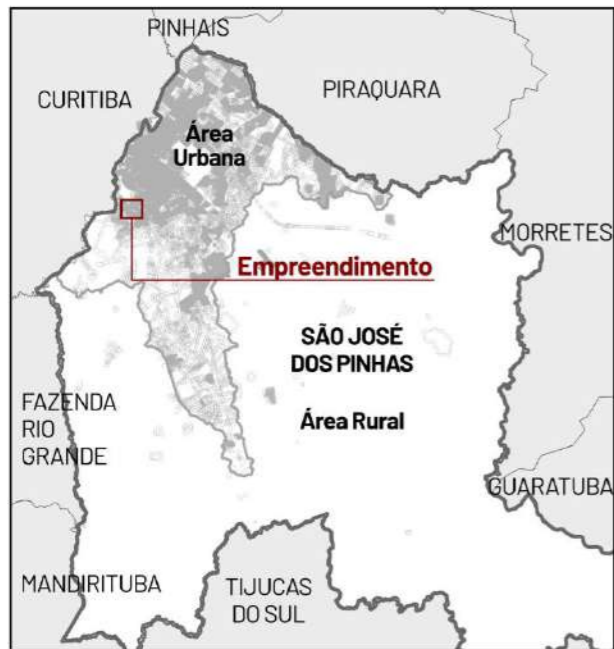 PINHAIS
CURITIBA
PIRAQUARA
Área
Urbana
MORRETES
Empreendimento
SÃO JOSÉ
DOS PINHAS
FAZENDA
RIO
GRANDE
Área Rural
GUARATUBA
MANDIRITUBA
TIJUCAS
DO SUL